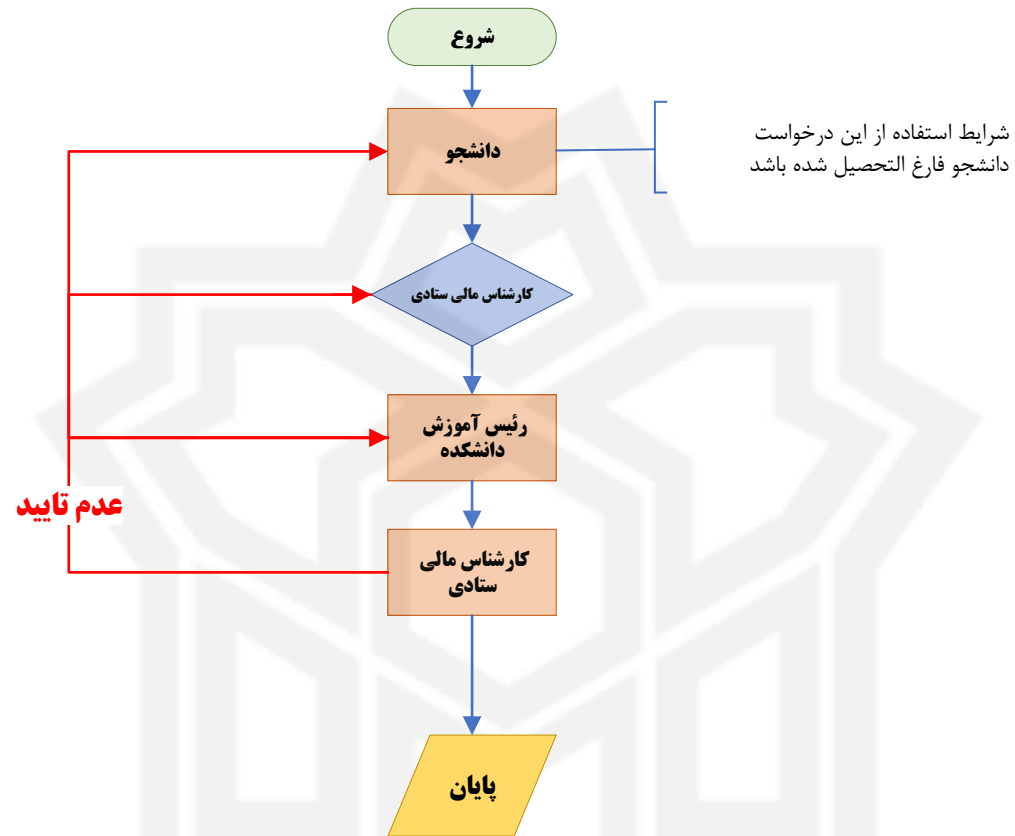 شروع
دانشجو
شرایط استفاده از این درخواست
دانشجو فارغ التحصیل شده باشد
کارشناس مالی ستادی
رئیس آموزش
دانشکده
عدم تایید
کارشناس مالی
ستادی
پایان